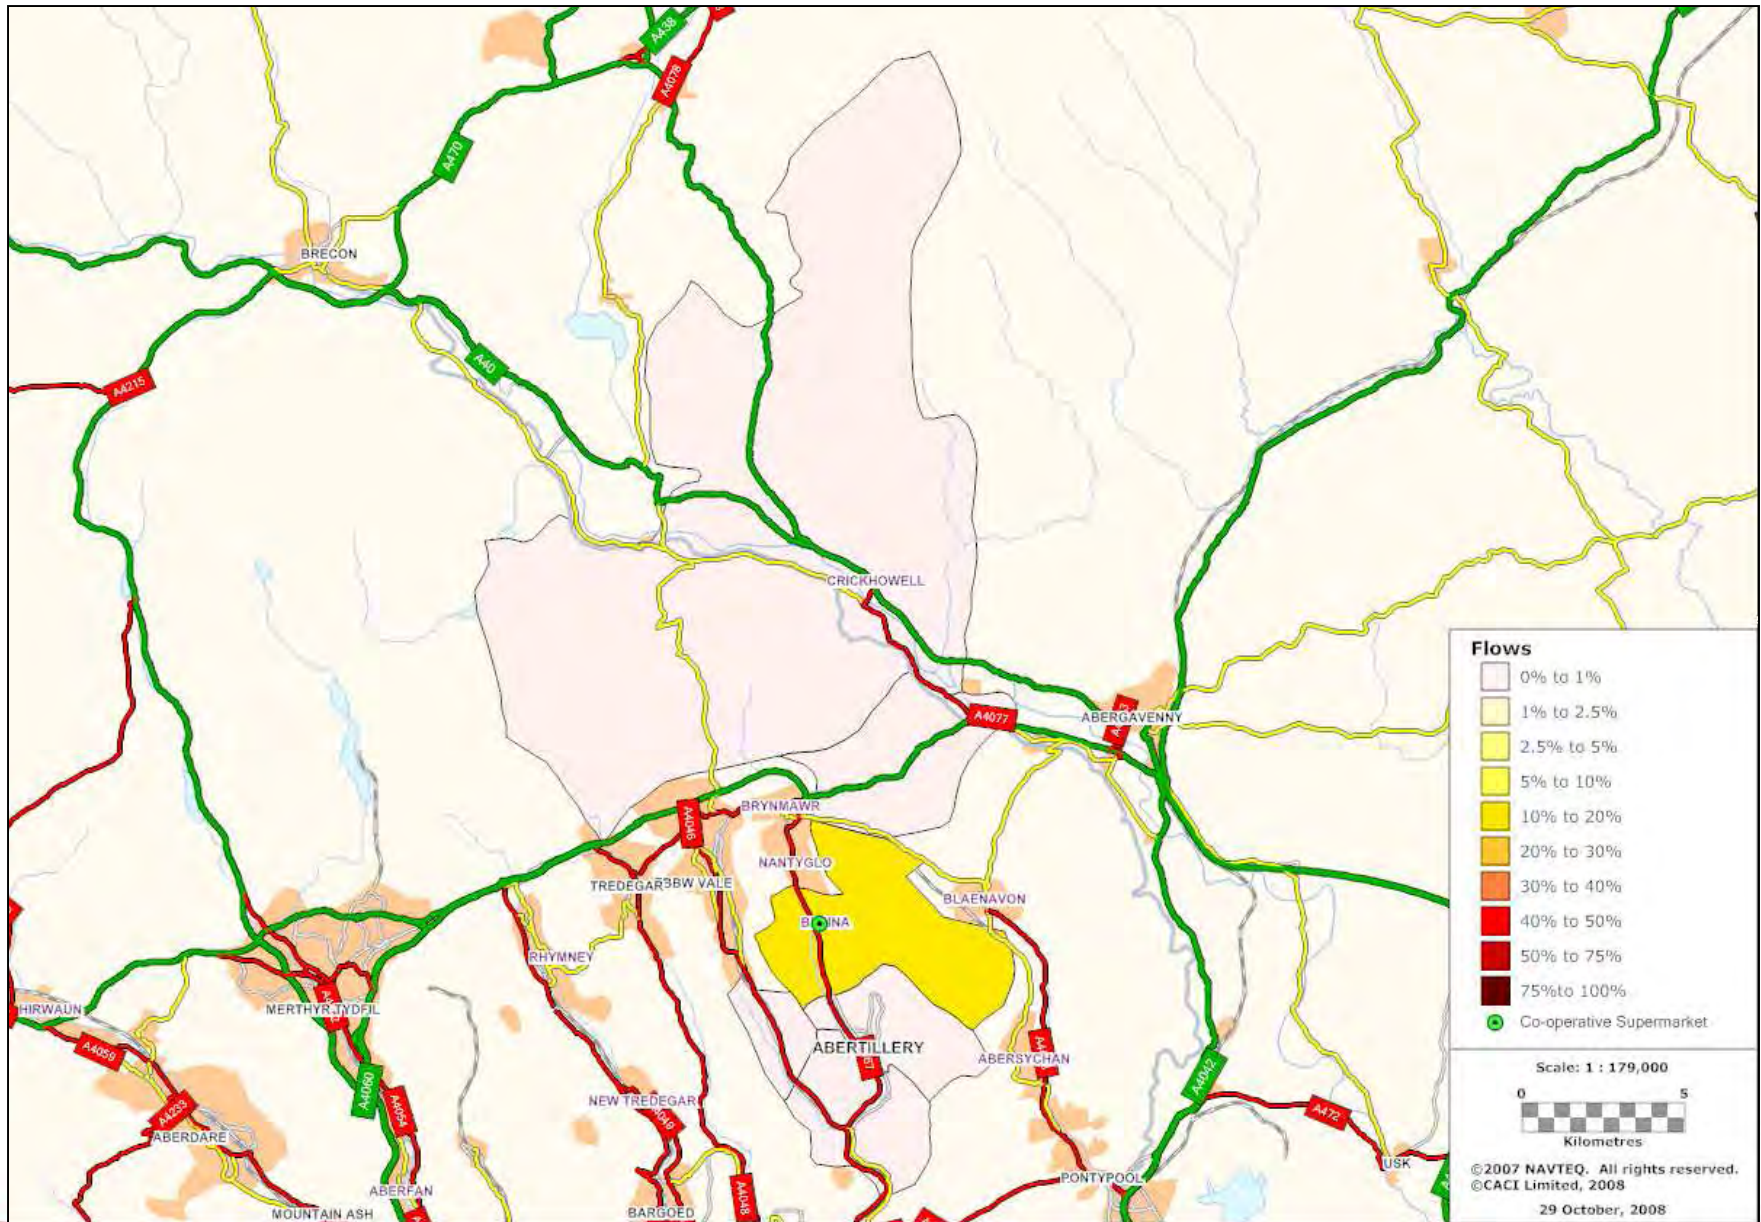 A438
A4078
A470
BRECON
A40
A4215
CRICKHOWELL
A4077
ABERGAVENNY
BRYNMAWR
A4046
NANTYGLO
TREDEGAR
BBW VALE
BLAENAVON
RHYMNEY
HIRWAUN
MERTHYR TYDFIL
ABERTILLERY
ABERSYCHAN
A4059
A4060
A4054
A4233
NEW TREDEGAR
A4049
A4042
A472
ABERDARE
USK
ABERFAN
PONTYPOOL
MOUNTAIN ASH
BARGOED
A4048
Flows
0% to 1%
1% to 2.5%
2.5% to 5%
5% to 10%
10% to 20%
20% to 30%
30% to 40%
40% to 50%
50% to 75%
75%to 100%
Co-operative Supermarket
Scale: 1 : 179,000
0 5
Kilometres
©2007 NAVTEQ. All rights reserved.
©CACI Limited, 2008
29 October, 2008